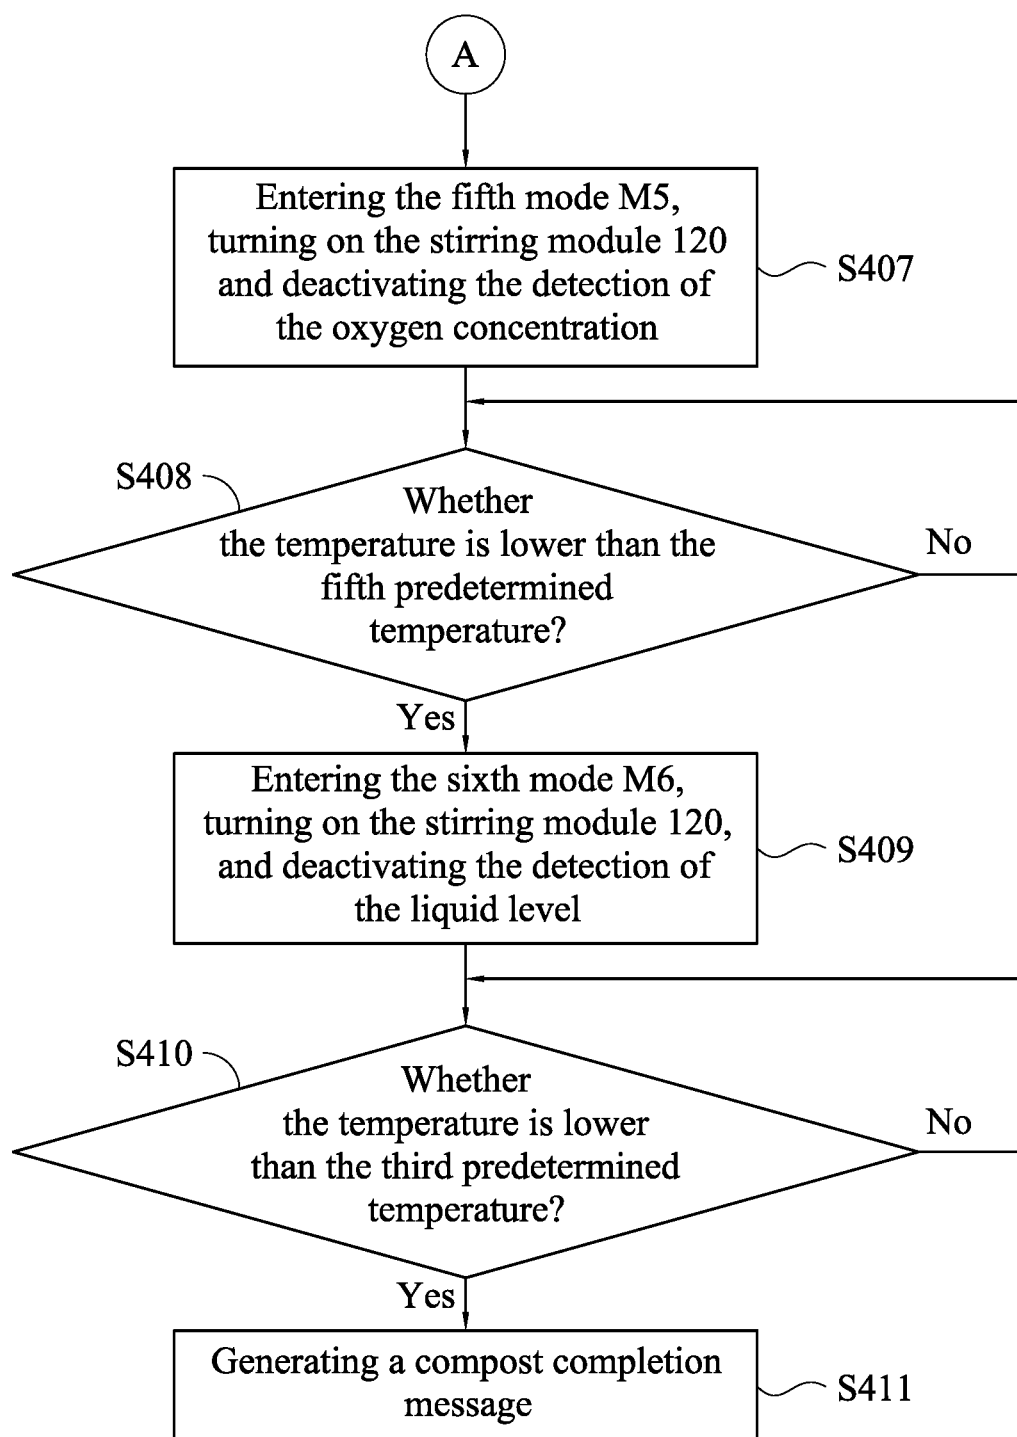 A
Entering the fifth mode M5,
turning on the stirring module 120
and deactivating the detection of
the oxygen concentration
S407
S408
Whether
the temperature is lower than the
fifth predetermined
temperature?
No
Yes
Entering the sixth mode M6,
turning on the stirring module 120,
and deactivating the detection of
the liquid level
S409
S410
Whether
the temperature is lower
than the third predetermined
temperature?
No
Yes
Generating a compost completion
message
S411